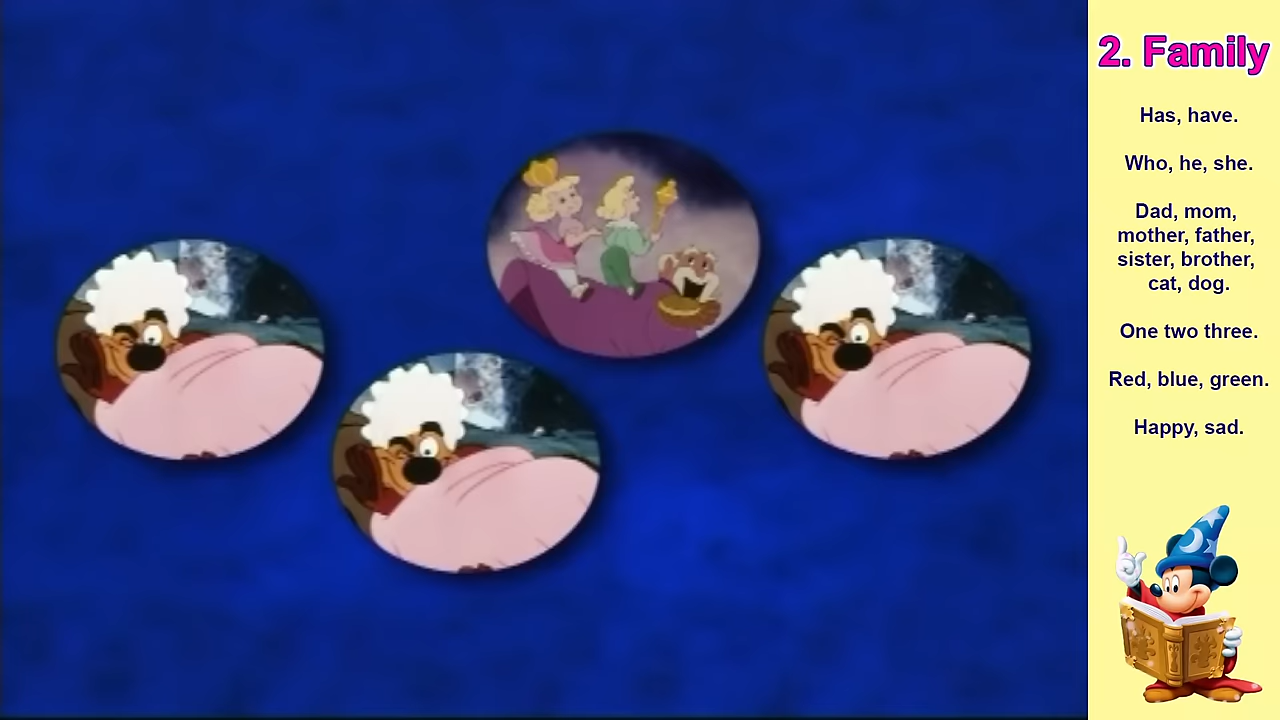 2. Family
Has, have.
Who, he, she.
Dad, mom,
mother, father,
sister, brother,
cat, dog.
One two three.
Red, blue, green.
Happy, sad.